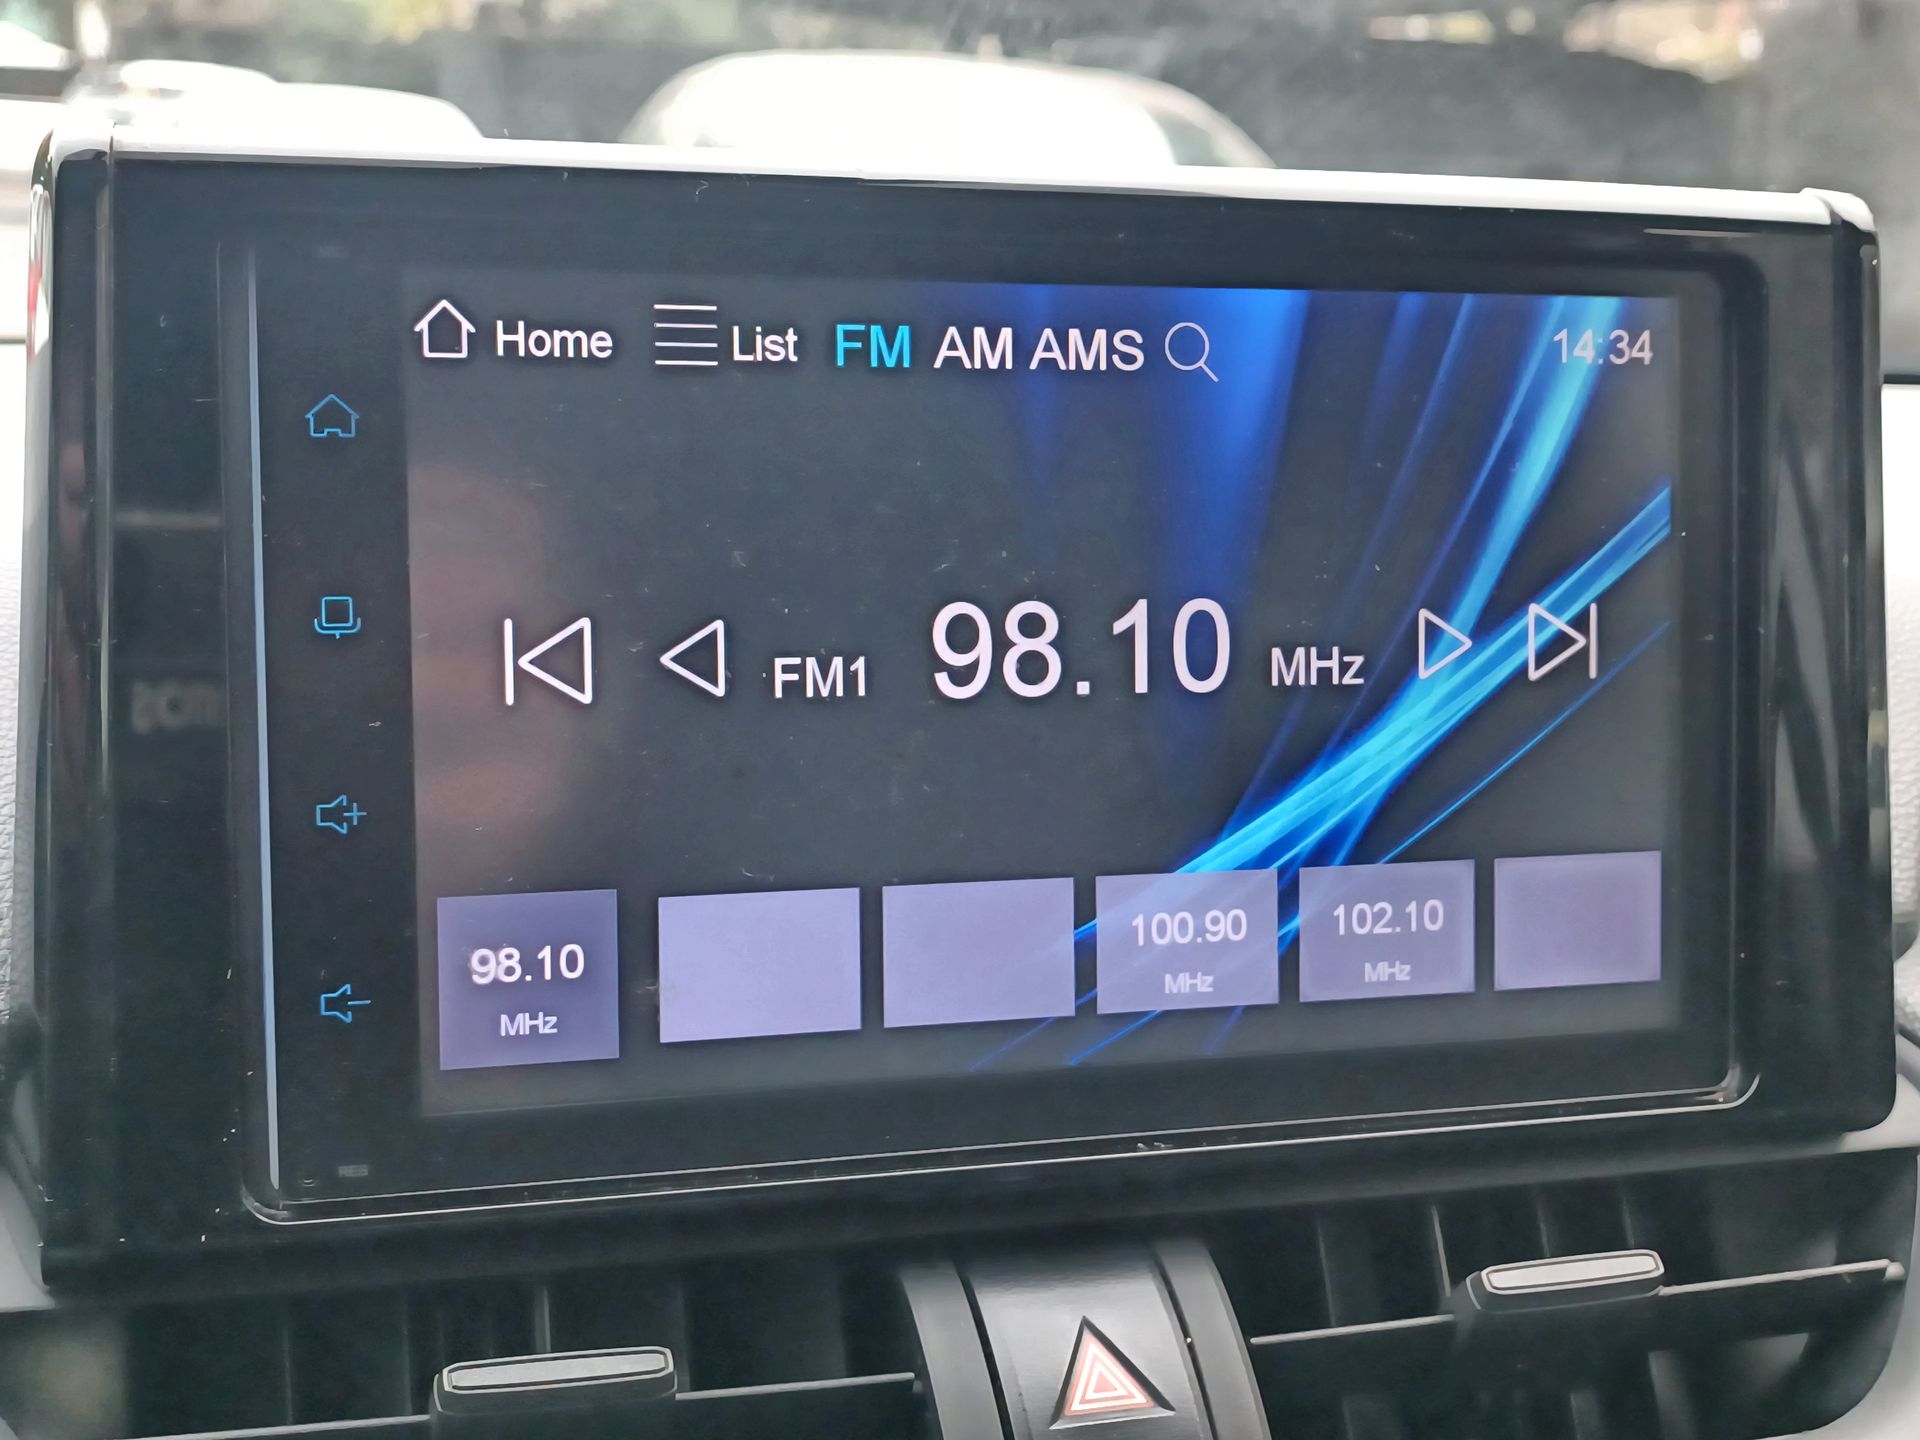 Home List FM AM AMS 14:34
FM1 98.10 MHz
98.10
MHz
100.90
MHz
102.10
MHz
RES